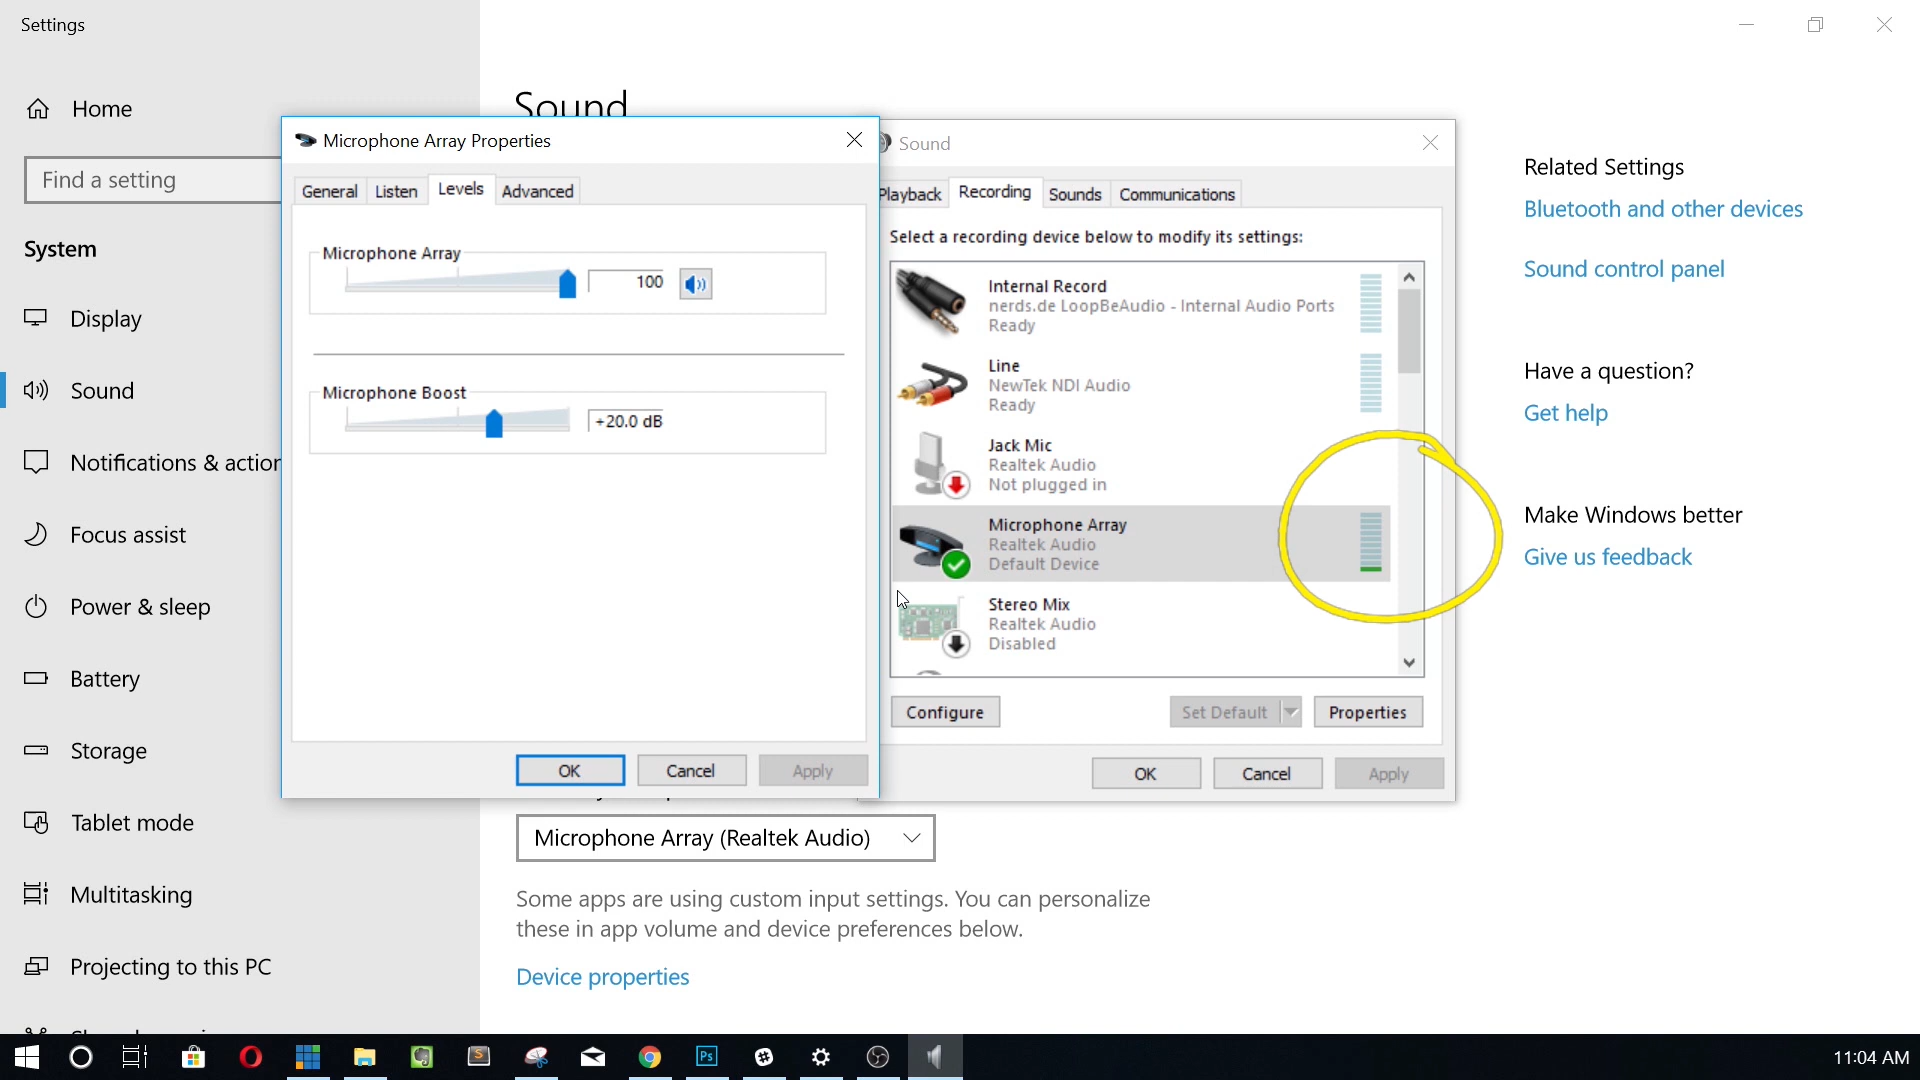 Settings
Home
Find a setting
System
Display
Sound
Notifications & action
Focus assist
Power & sleep
Battery
Storage
Tablet mode
Multitasking
Projecting to this PC
Sound
Microphone Array Properties
General
Listen
Levels
Advanced
Microphone Array
100
Microphone Boost
+20.0 dB
OK
Cancel
Apply
Sound
Playback
Recording
Sounds
Communications
Select a recording device below to modify its settings:
Internal Record
nerds.de LoopBeAudio - Internal Audio Ports
Ready
Line
NewTek NDI Audio
Ready
Jack Mic
Realtek Audio
Not plugged in
Microphone Array
Realtek Audio
Default Device
Stereo Mix
Realtek Audio
Disabled
Configure
Set Default
Properties
OK
Cancel
Apply
Microphone Array (Realtek Audio)
Some apps are using custom input settings. You can personalize
these in app volume and device preferences below.
Device properties
Related Settings
Bluetooth and other devices
Sound control panel
Have a question?
Get help
Make Windows better
Give us feedback
Ps
S
11:04 AM